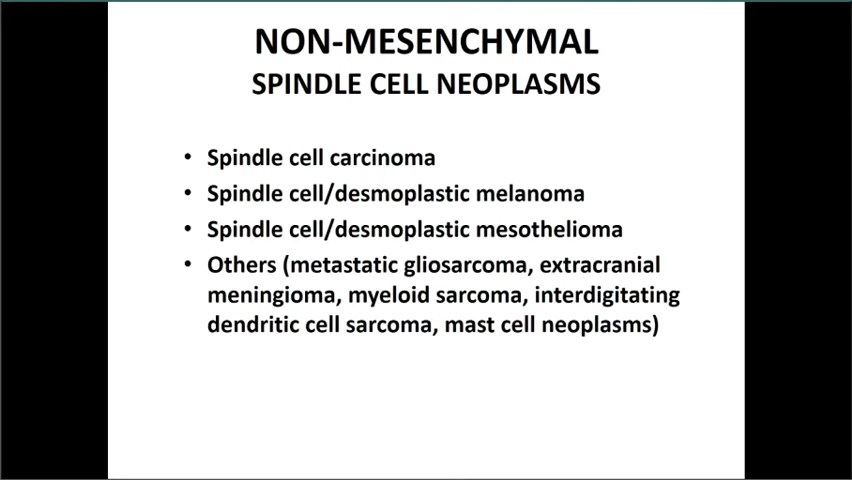 NON-MESENCHYMAL
SPINDLE CELL NEOPLASMS
• Spindle cell carcinoma
• Spindle cell/desmoplastic melanoma
• Spindle cell/desmoplastic mesothelioma
• Others (metastatic gliosarcoma, extracranial
meningioma, myeloid sarcoma, interdigitating
dendritic cell sarcoma, mast cell neoplasms)